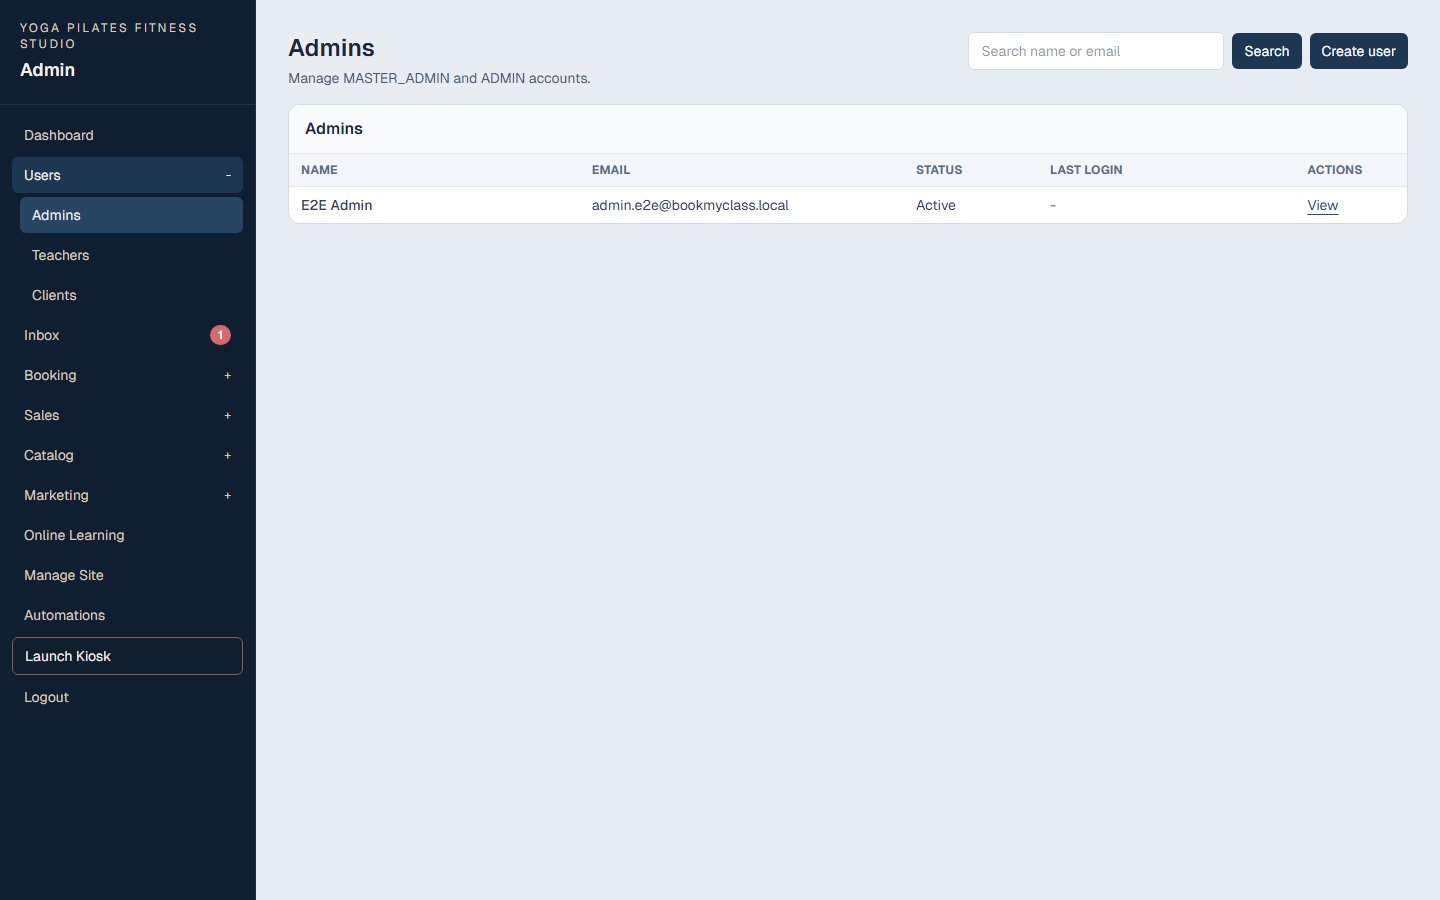 YOGA PILATES FITNESS
STUDIO
Admin
Dashboard
Users -
Admins
Teachers
Clients
Inbox 1
Booking +
Sales +
Catalog +
Marketing +
Online Learning
Manage Site
Automations
Launch Kiosk
Logout
Admins
Manage MASTER_ADMIN and ADMIN accounts.
Search name or email Search Create user
Admins
NAME EMAIL STATUS LAST LOGIN ACTIONS
E2E Admin admin.e2e@bookmyclass.local Active - View